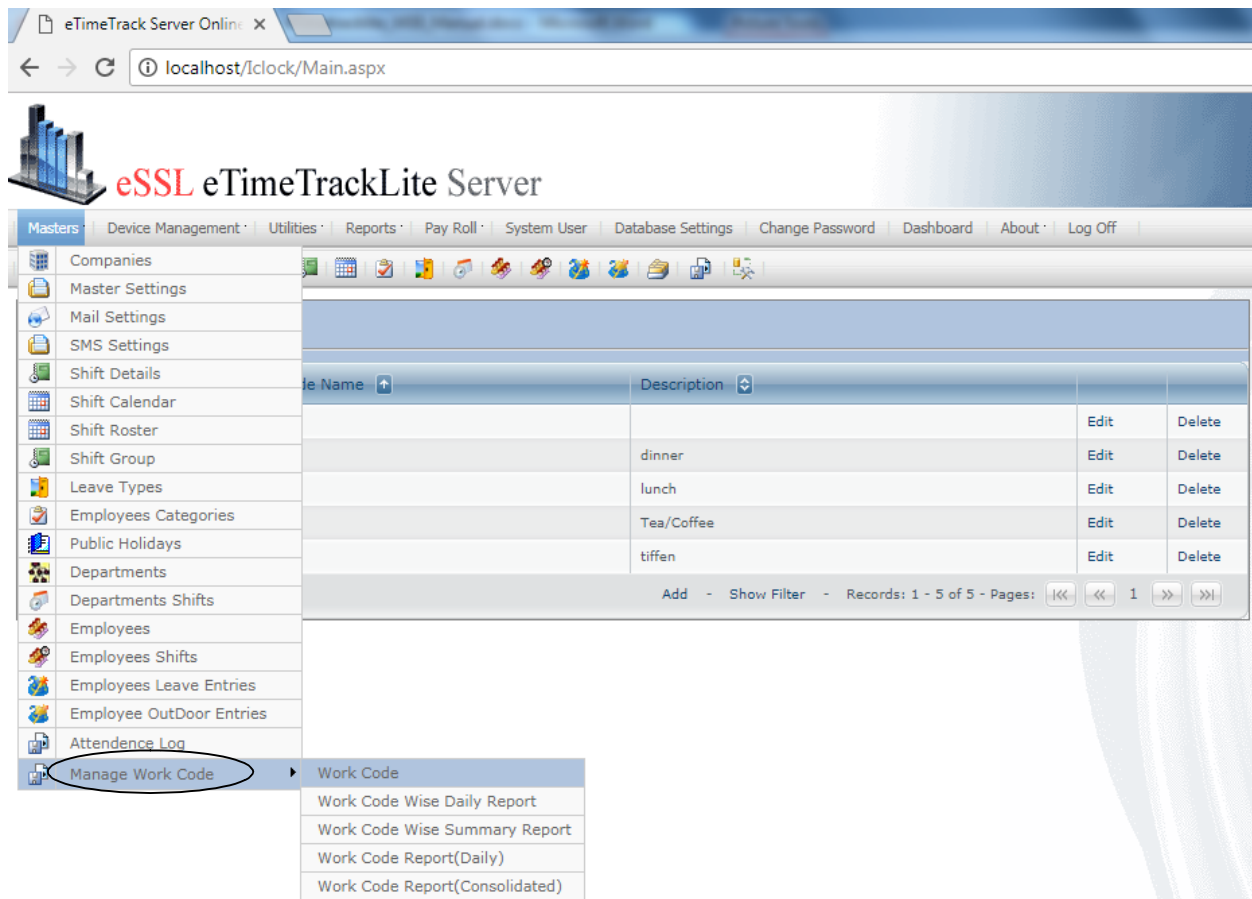 eTimeTrack Server Online
localhost/Iclock/Main.aspx
eSSL eTimeTrackLite Server
Masters Device Management Utilities Reports Pay Roll System User Database Settings Change Password Dashboard About Log Off
Companies
Master Settings
Mail Settings
SMS Settings
Shift Details
Shift Calendar
Shift Roster
Shift Group
Leave Types
Employees Categories
Public Holidays
Departments
Departments Shifts
Employees
Employees Shifts
Employees Leave Entries
Employee OutDoor Entries
Attendence Log
Manage Work Code
Work Code
Work Code Wise Daily Report
Work Code Wise Summary Report
Work Code Report(Daily)
Work Code Report(Consolidated)
de Name Description
Edit Delete
dinner Edit Delete
lunch Edit Delete
Tea/Coffee Edit Delete
tiffen Edit Delete
Add - Show Filter - Records: 1 - 5 of 5 - Pages: 1